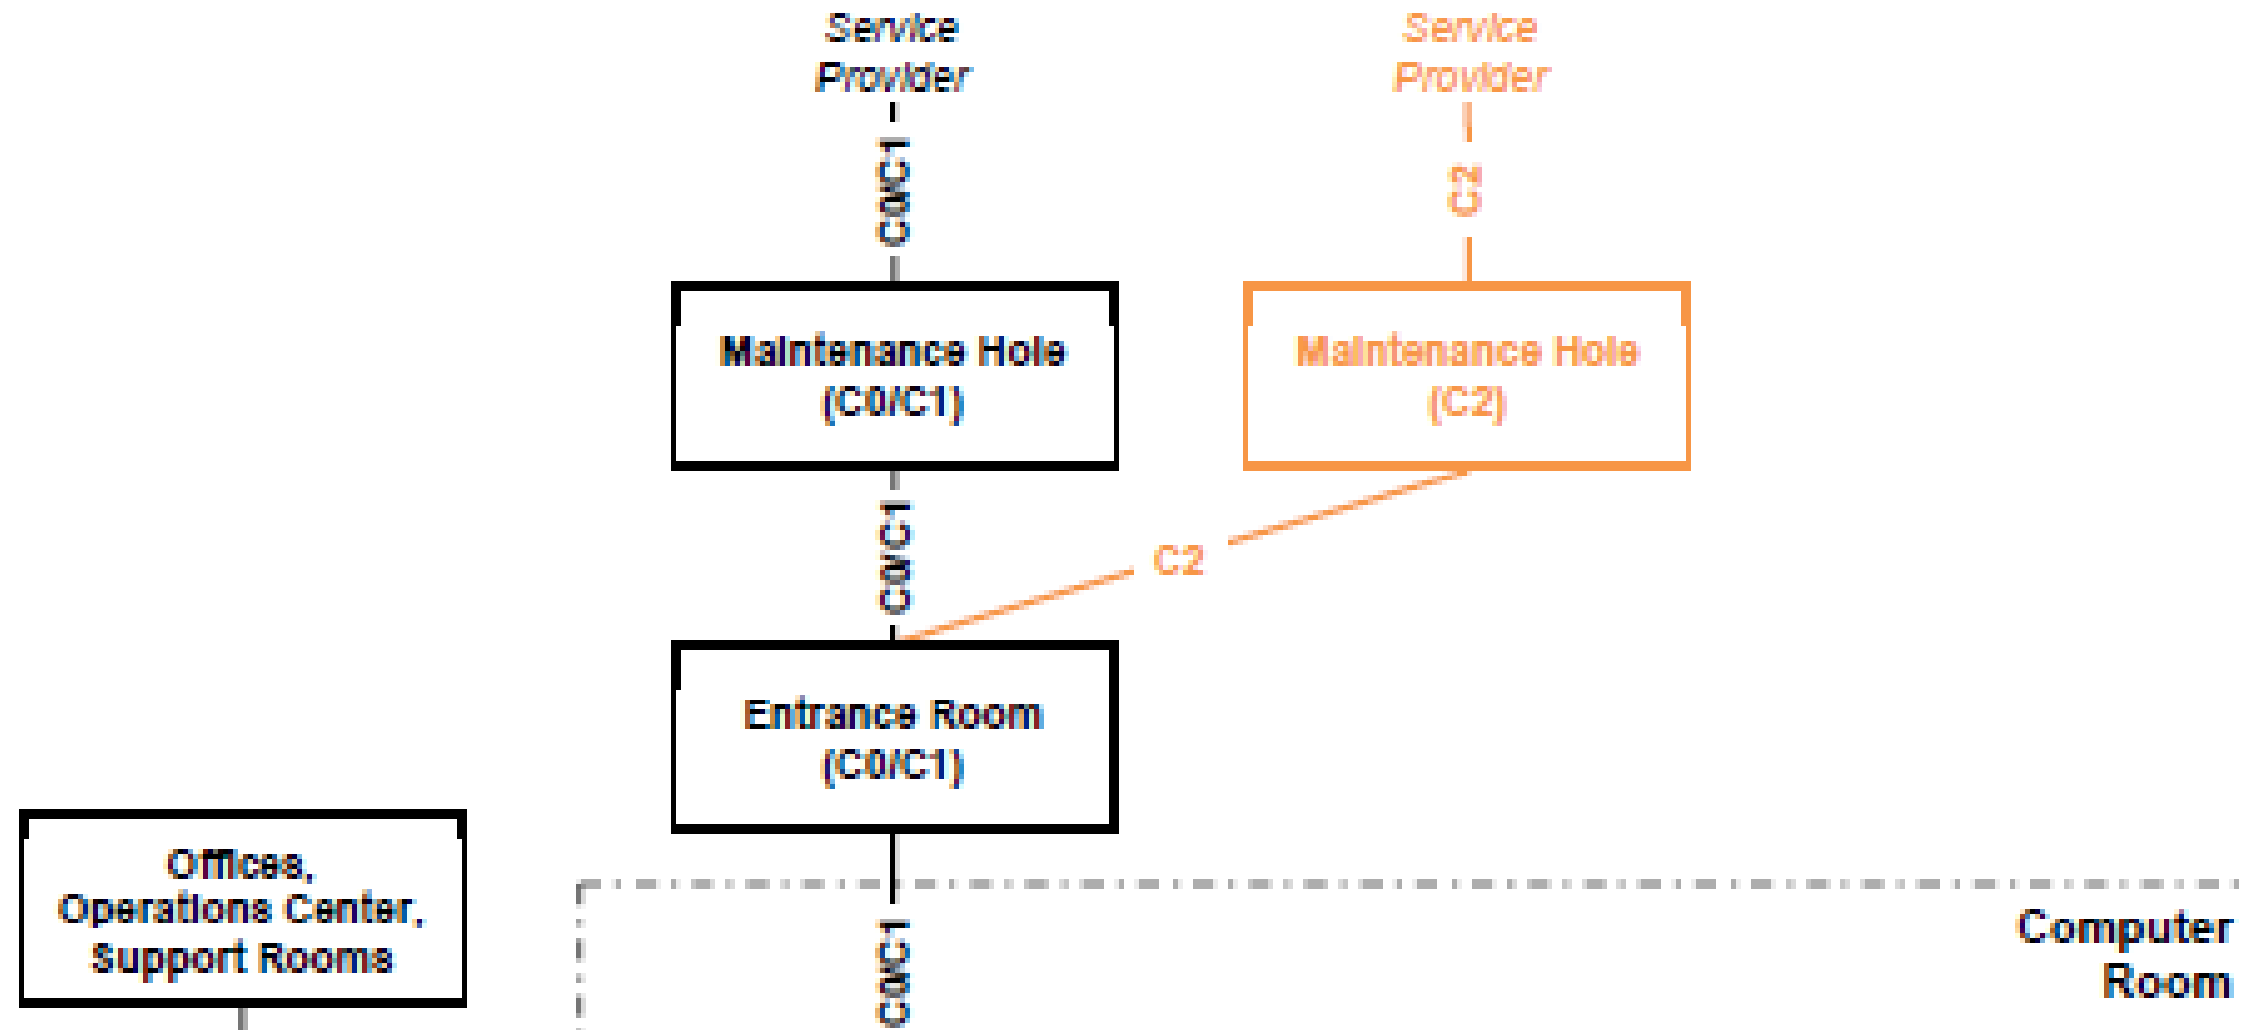 Service
Provider
C0/C1
Maintenance Hole
(C0/C1)
C0/C1
Service
Provider
C2
Maintenance Hole
(C2)
C2
Entrance Room
(C0/C1)
Offices,
Operations Center,
Support Rooms
C0/C1
Computer
Room